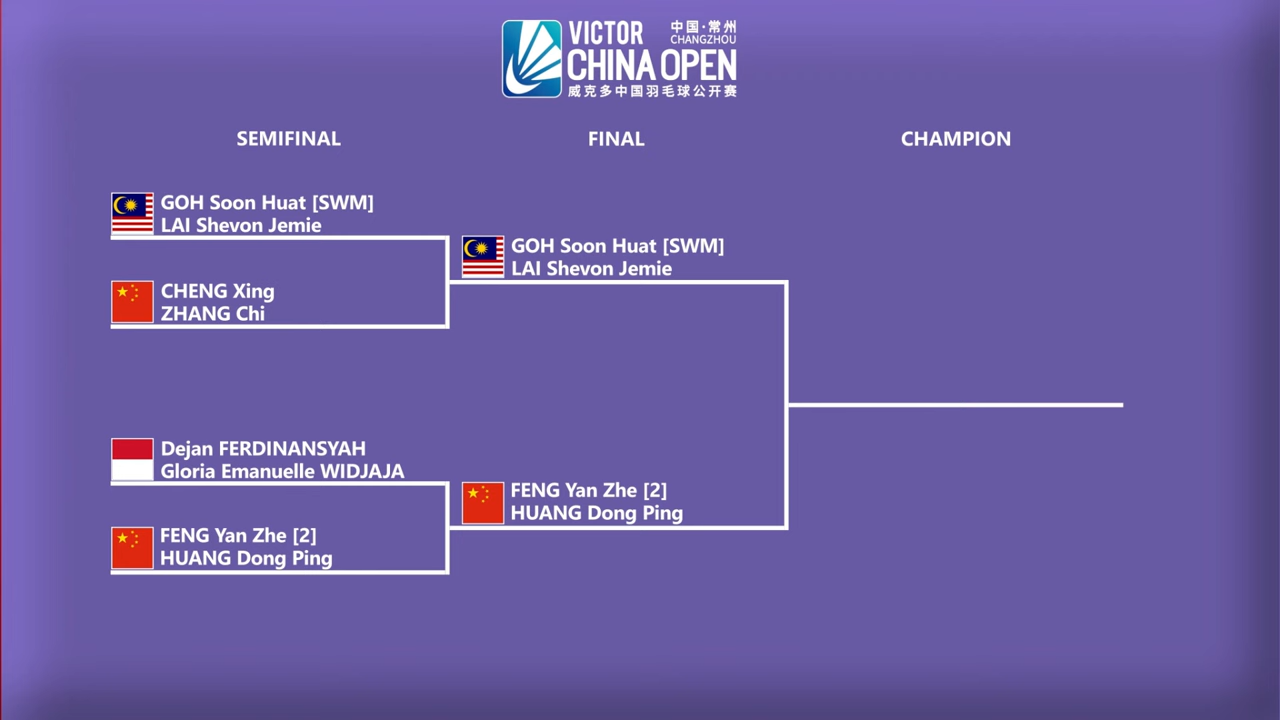 VICTOR
中国·常州
CHANGZHOU
CHINA OPEN
威克多中国羽毛球公开赛
SEMIFINAL
FINAL
CHAMPION
GOH Soon Huat [SWM]
LAI Shevon Jemie
CHENG Xing
ZHANG Chi
GOH Soon Huat [SWM]
LAI Shevon Jemie
Dejan FERDINANSYAH
Gloria Emanuelle WIDJAJA
FENG Yan Zhe [2]
HUANG Dong Ping
FENG Yan Zhe [2]
HUANG Dong Ping